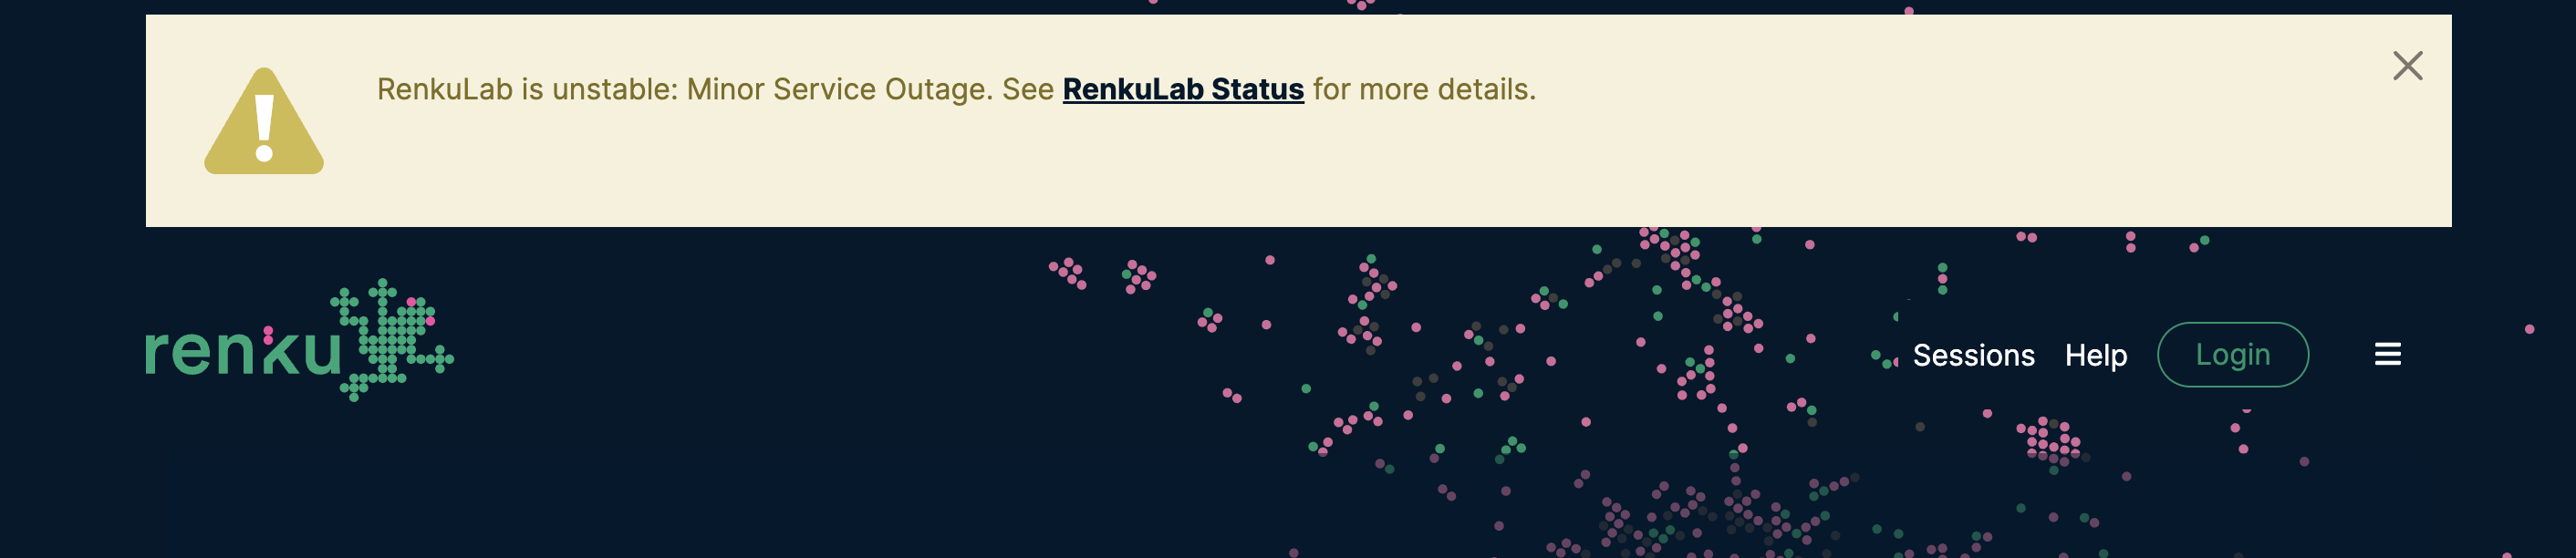 RenkuLab is unstable: Minor Service Outage. See RenkuLab Status for more details.
renku
Sessions Help Login